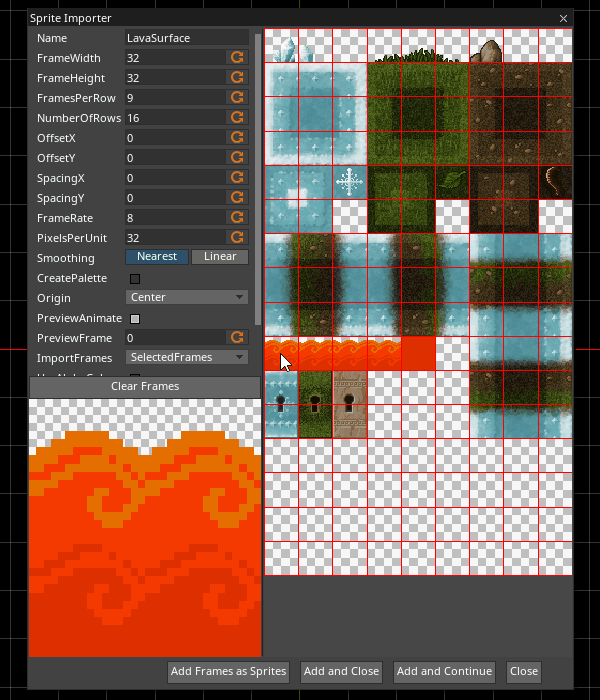 Sprite Importer
Name LavaSurface
FrameWidth 32
FrameHeight 32
FramesPerRow 9
NumberOfRows 16
OffsetX 0
OffsetY 0
SpacingX 0
SpacingY 0
FrameRate 8
PixelsPerUnit 32
Smoothing Nearest Linear
CreatePalette
Origin Center
PreviewAnimate
PreviewFrame 0
ImportFrames SelectedFrames
Clear Frames
Add Frames as Sprites Add and Close Add and Continue Close